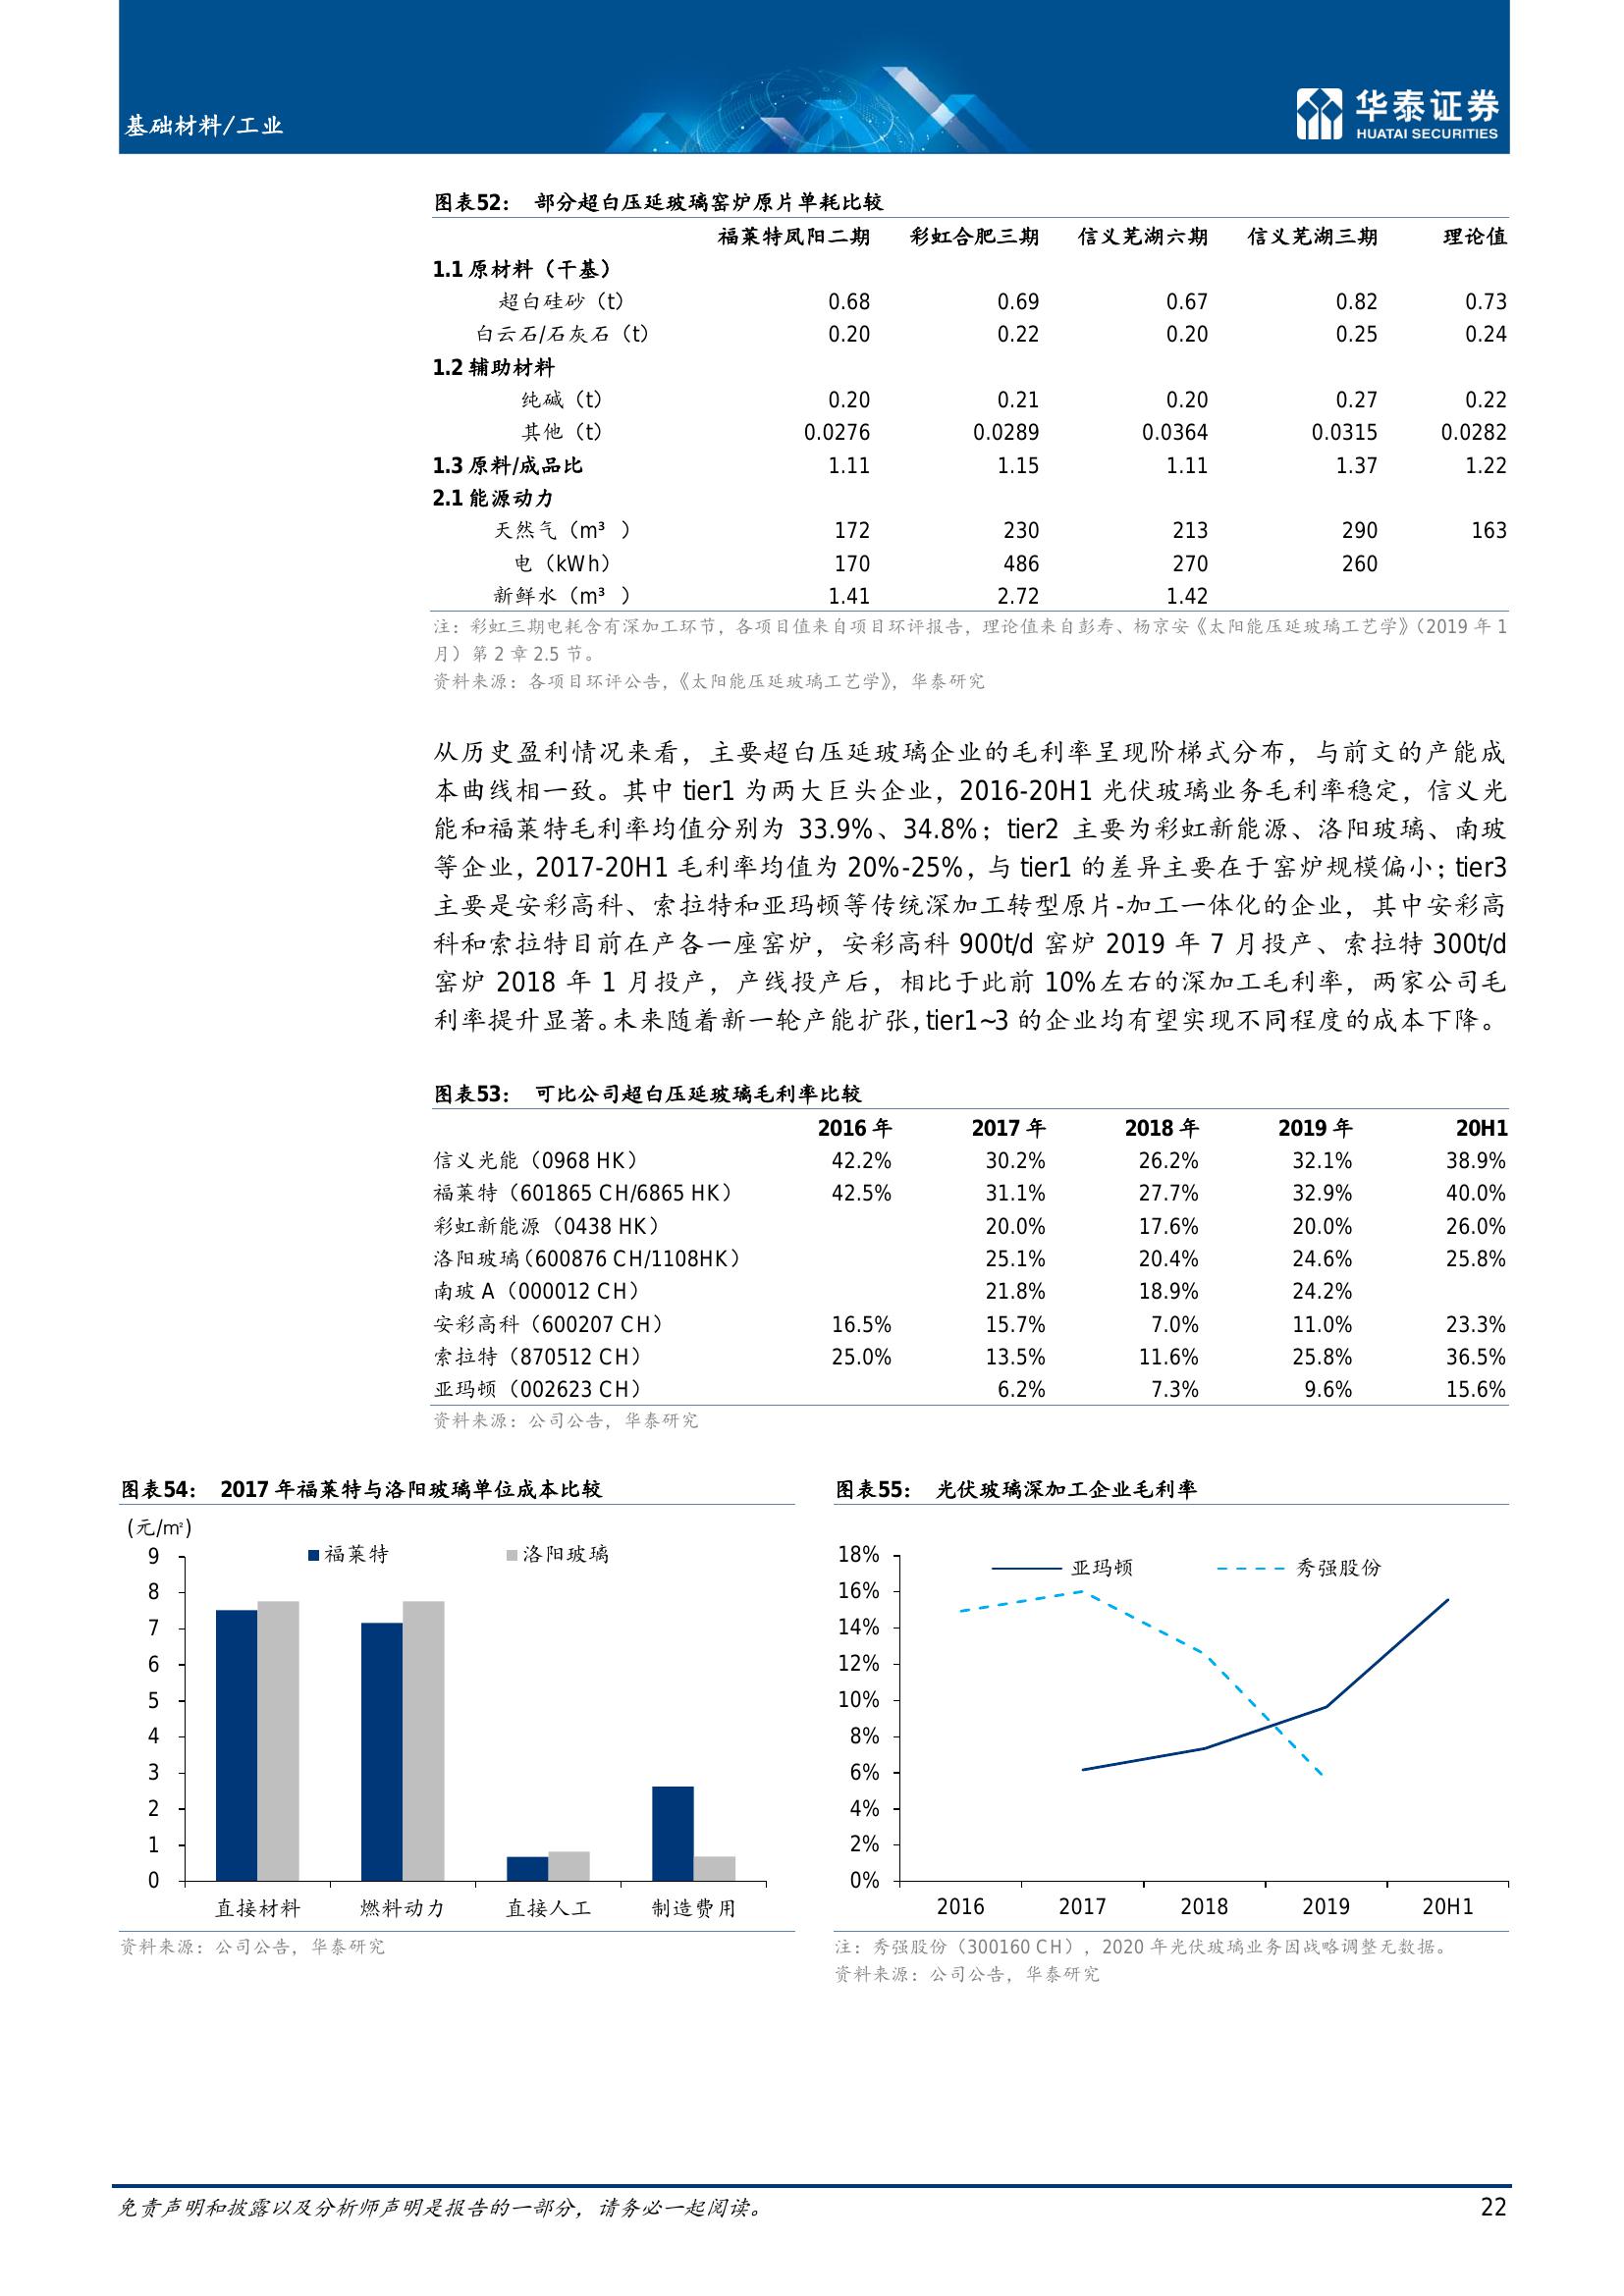 基础材料/工业
华泰证券
HUATAI SECURITIES
图表52： 部分超白压延玻璃窑炉原片单耗比较
福莱特凤阳二期 彩虹合肥三期 信义芜湖六期 信义芜湖三期 理论值
1.1 原材料（干基）
超白硅砂（t） 0.68 0.69 0.67 0.82 0.73
白云石/石灰石（t） 0.20 0.22 0.20 0.25 0.24
1.2 辅助材料
纯碱（t） 0.20 0.21 0.20 0.27 0.22
其他（t） 0.0276 0.0289 0.0364 0.0315 0.0282
1.3 原料/成品比 1.11 1.15 1.11 1.37 1.22
2.1 能源动力
天然气（m³ ） 172 230 213 290 163
电（kWh） 170 486 270 260
新鲜水（m³ ） 1.41 2.72 1.42
注：彩虹三期电耗含有深加工环节，各项目值来自项目环评报告，理论值来自彭寿、杨京安《太阳能压延玻璃工艺学》（2019 年 1
月）第 2 章 2.5 节。
资料来源：各项目环评公告，《太阳能压延玻璃工艺学》，华泰研究
从历史盈利情况来看，主要超白压延玻璃企业的毛利率呈现阶梯式分布，与前文的产能成
本曲线相一致。其中 tier1 为两大巨头企业，2016-20H1 光伏玻璃业务毛利率稳定，信义光
能和福莱特毛利率均值分别为 33.9%、34.8%；tier2 主要为彩虹新能源、洛阳玻璃、南玻
等企业，2017-20H1 毛利率均值为 20%-25%，与 tier1 的差异主要在于窑炉规模偏小；tier3
主要是安彩高科、索拉特和亚玛顿等传统深加工转型原片-加工一体化的企业，其中安彩高
科和索拉特目前在产各一座窑炉，安彩高科 900t/d 窑炉 2019 年 7 月投产、索拉特 300t/d
窑炉 2018 年 1 月投产，产线投产后，相比于此前 10%左右的深加工毛利率，两家公司毛
利率提升显著。未来随着新一轮产能扩张，tier1~3 的企业均有望实现不同程度的成本下降。
图表53： 可比公司超白压延玻璃毛利率比较
2016 年 2017 年 2018 年 2019 年 20H1
信义光能（0968 HK） 42.2% 30.2% 26.2% 32.1% 38.9%
福莱特（601865 CH/6865 HK） 42.5% 31.1% 27.7% 32.9% 40.0%
彩虹新能源（0438 HK） 20.0% 17.6% 20.0% 26.0%
洛阳玻璃（600876 CH/1108HK） 25.1% 20.4% 24.6% 25.8%
南玻 A（000012 CH） 21.8% 18.9% 24.2%
安彩高科（600207 CH） 16.5% 15.7% 7.0% 11.0% 23.3%
索拉特（870512 CH） 25.0% 13.5% 11.6% 25.8% 36.5%
亚玛顿（002623 CH） 6.2% 7.3% 9.6% 15.6%
资料来源：公司公告，华泰研究
图表54： 2017 年福莱特与洛阳玻璃单位成本比较
(元/㎡)
福莱特 洛阳玻璃
9
8
7
6
5
4
3
2
1
0
直接材料 燃料动力 直接人工 制造费用
资料来源：公司公告，华泰研究
图表55： 光伏玻璃深加工企业毛利率
亚玛顿 秀强股份
18%
16%
14%
12%
10%
8%
6%
4%
2%
0%
2016 2017 2018 2019 20H1
注：秀强股份（300160 CH），2020 年光伏玻璃业务因战略调整无数据。
资料来源：公司公告，华泰研究
免责声明和披露以及分析师声明是报告的一部分，请务必一起阅读。 22